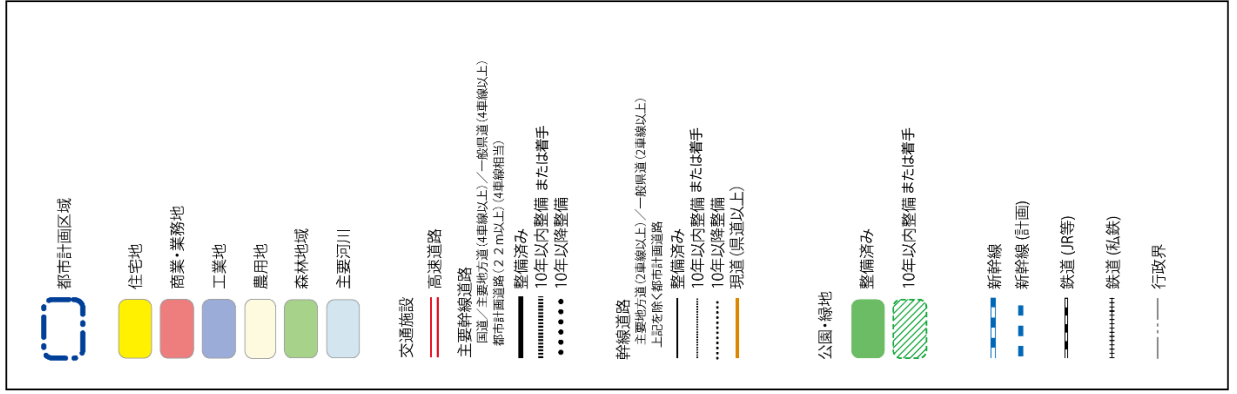 都市計画区域
住宅地
商業・業務地
工業地
農用地
森林地域
主要河川
交通施設
高速道路
主要幹線道路
国道／主要地方道（4車線以上）／一般県道（4車線以上）
都市計画道路（２２ｍ以上）（4車線相当）
整備済み
10年以内整備 または着手
10年以降整備
幹線道路
主要地方道（2車線以上）／一般県道（2車線以上）
上記を除く都市計画道路
整備済み
10年以内整備 または着手
10年以降整備
現道（県道以上）
公園・緑地
整備済み
10年以内整備 または着手
新幹線
新幹線（計画）
鉄道（JR等）
鉄道（私鉄）
行政界